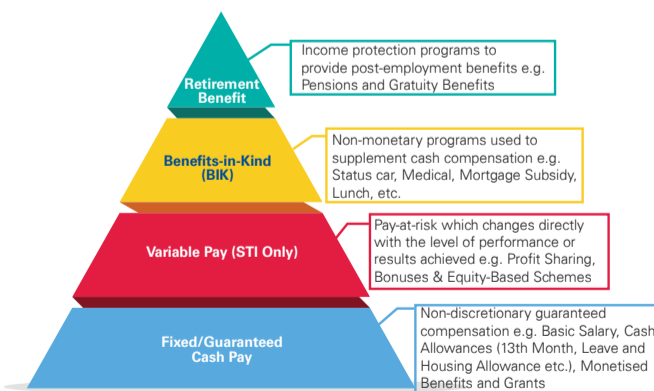 Retirement
Benefit
Income protection programs to
provide post-employment benefits e.g.
Pensions and Gratuity Benefits
Benefits-in-Kind
(BIK)
Non-monetary programs used to
supplement cash compensation e.g.
Status car, Medical, Mortgage Subsidy,
Lunch, etc.
Variable Pay (STI Only)
Pay-at-risk which changes directly
with the level of performance or
results achieved e.g. Profit Sharing,
Bonuses & Equity-Based Schemes
Fixed/Guaranteed
Cash Pay
Non-discretionary guaranteed
compensation e.g. Basic Salary, Cash
Allowances (13th Month, Leave and
Housing Allowance etc.), Monetised
Benefits and Grants